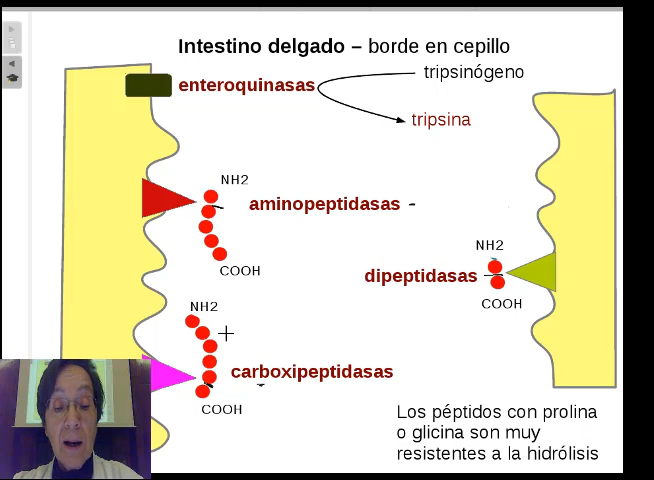 Intestino delgado – borde en cepillo
enteroquinasas
tripsinógeno
tripsina
NH2
aminopeptidasas
COOH
NH2
dipeptidasas
COOH
NH2
carboxipeptidasas
COOH
Los péptidos con prolina
o glicina son muy
resistentes a la hidrólisis